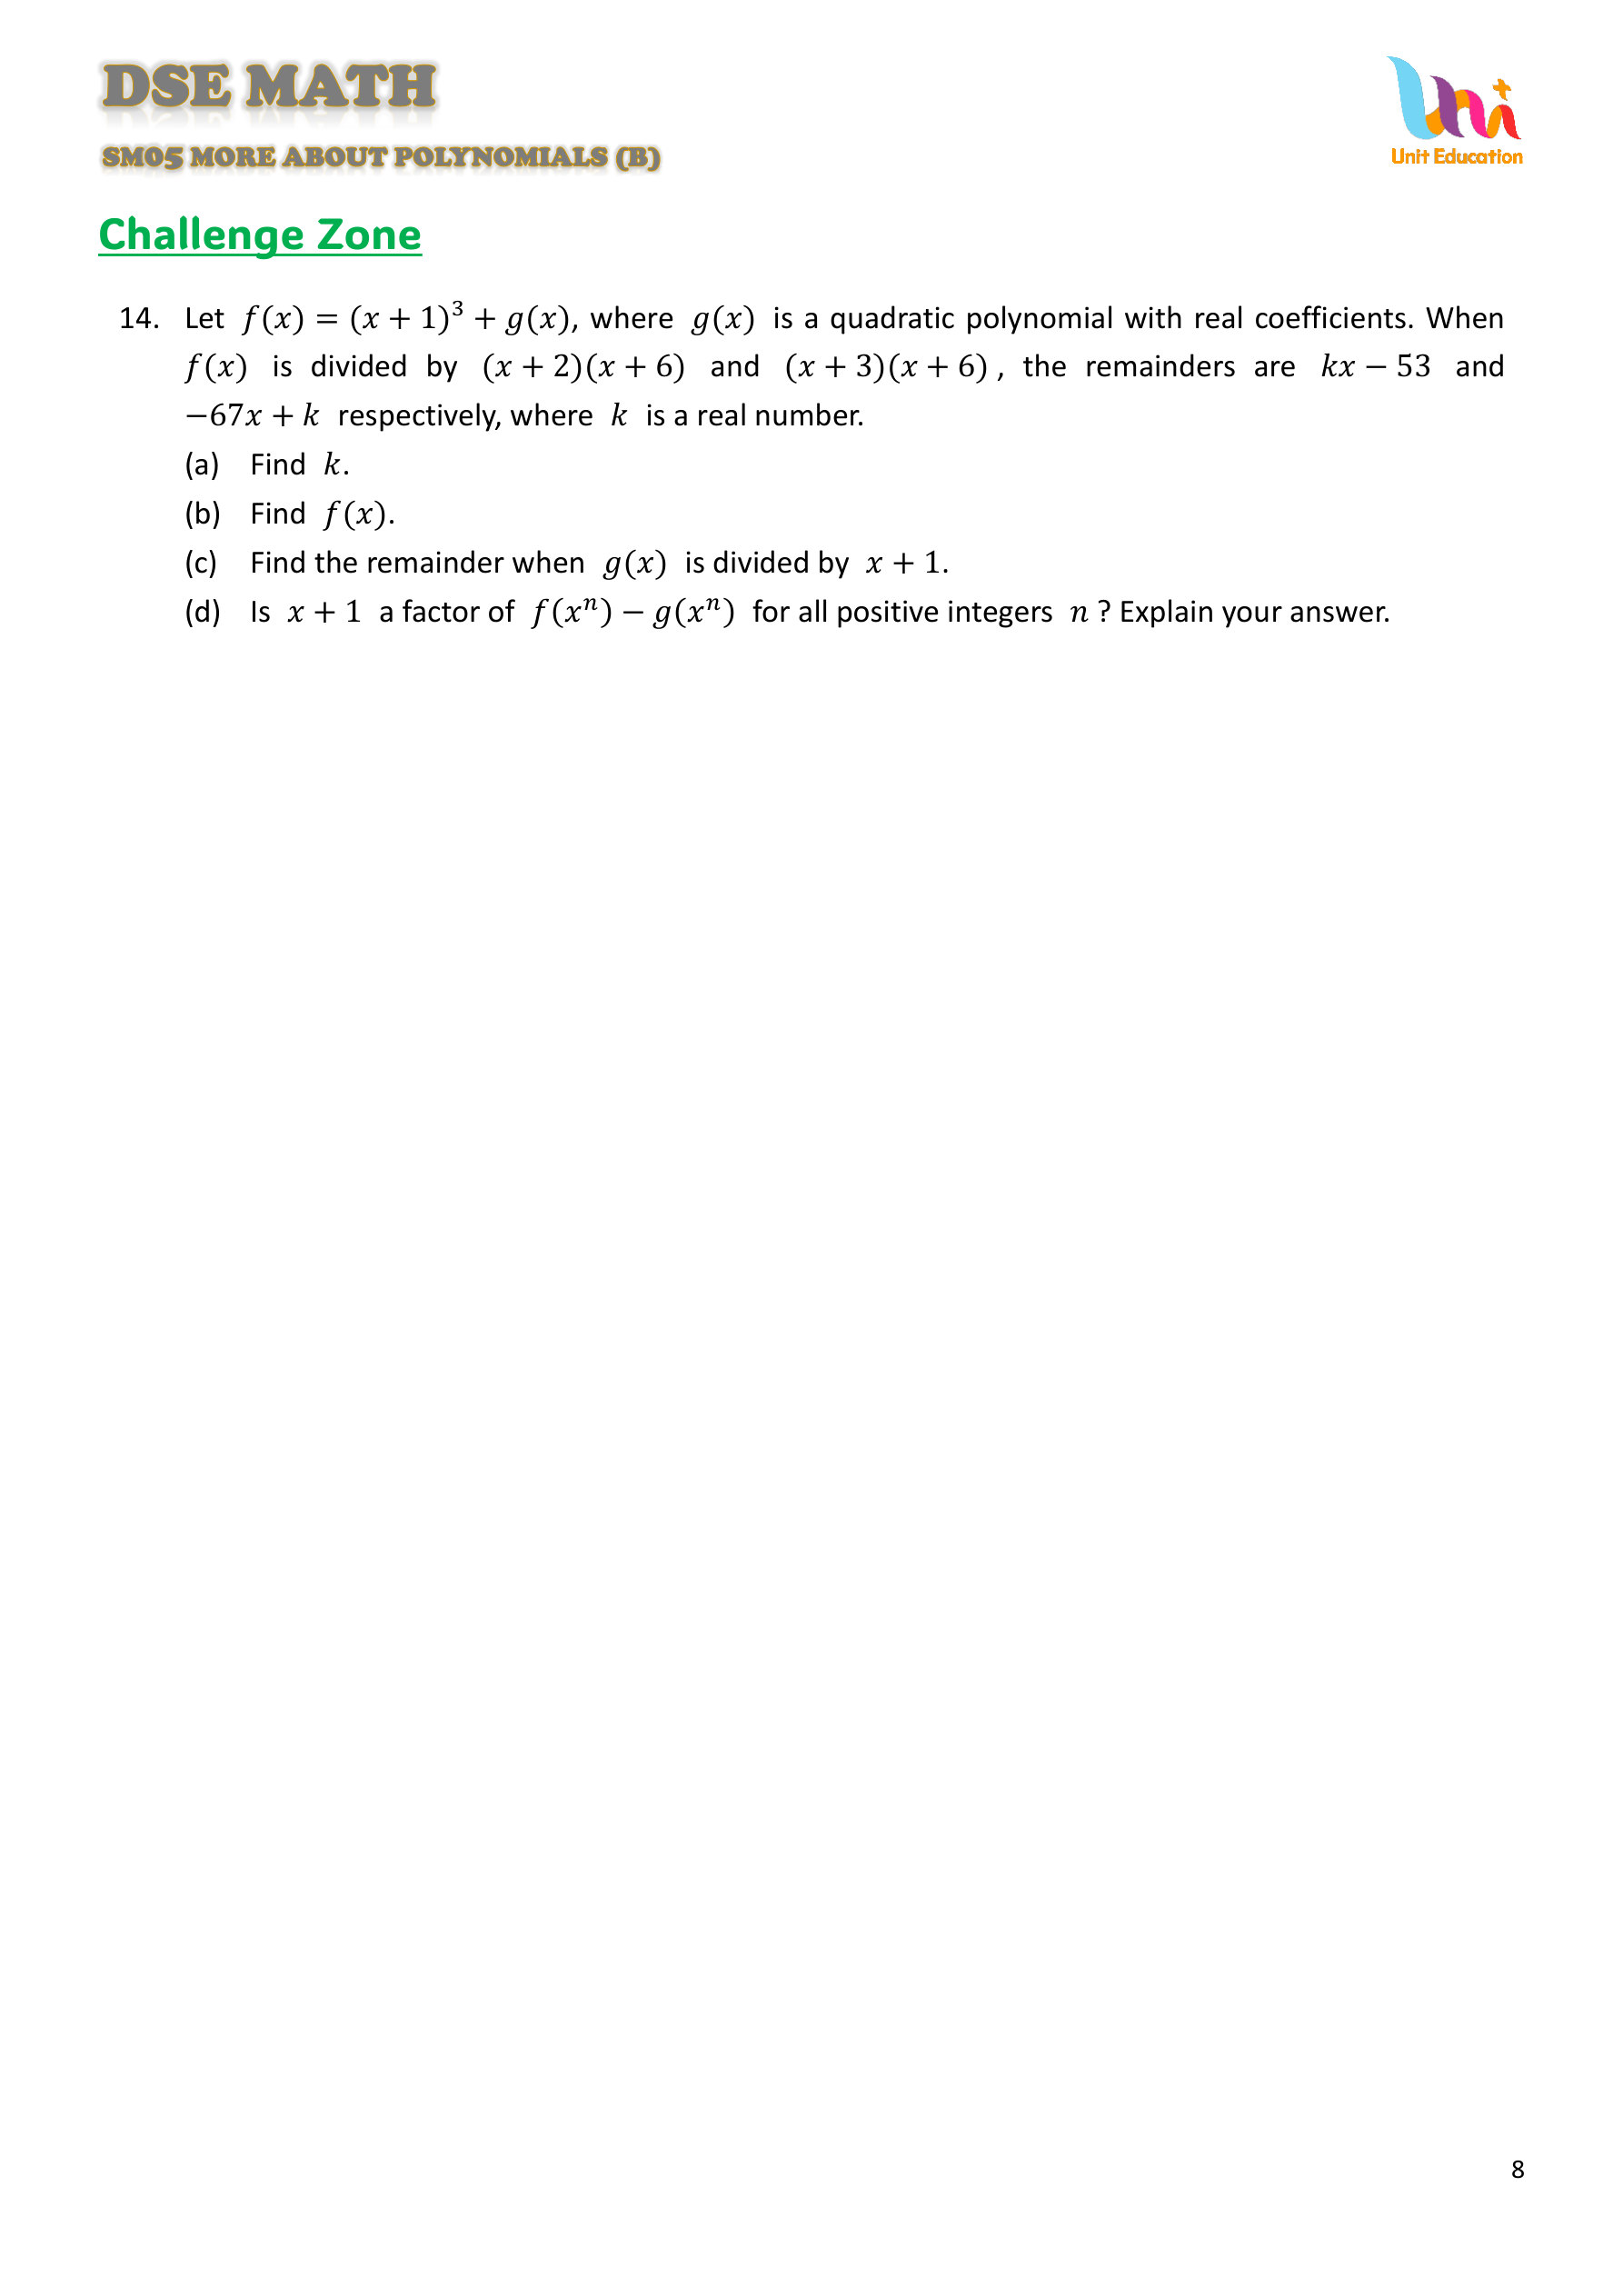 DSE MATH
SM05 MORE ABOUT POLYNOMIALS (B)
Unit Education
Challenge Zone
14. Let f(x) = (x + 1)³ + g(x), where g(x) is a quadratic polynomial with real coefficients. When
f(x) is divided by (x + 2)(x + 6) and (x + 3)(x + 6), the remainders are kx − 53 and
−67x + k respectively, where k is a real number.
(a) Find k.
(b) Find f(x).
(c) Find the remainder when g(x) is divided by x + 1.
(d) Is x + 1 a factor of f(xⁿ) − g(xⁿ) for all positive integers n ? Explain your answer.
8